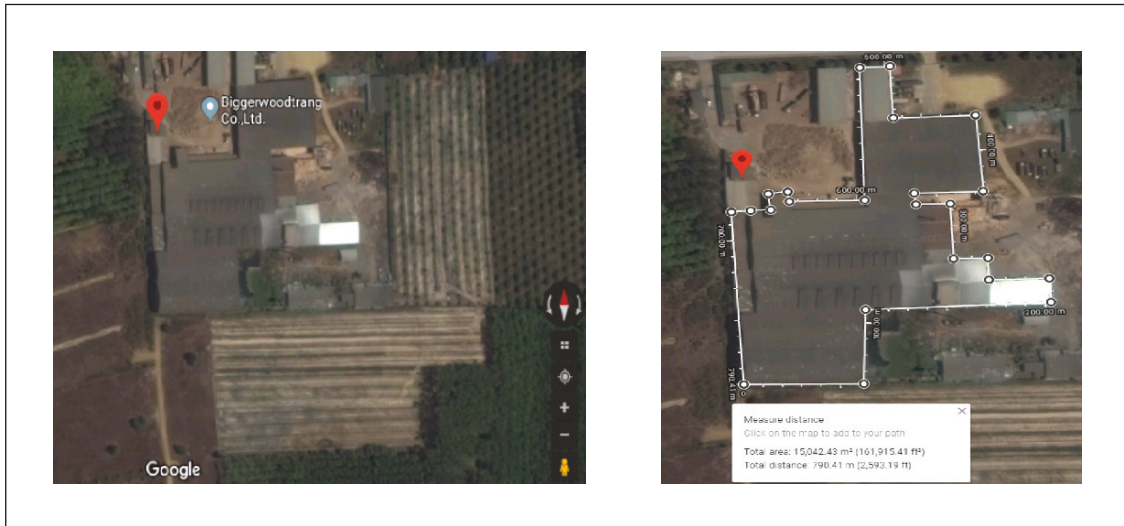 Biggerwoodtrang
Co.,Ltd.
Google
500.00 m
400.00 m
600.00 m
300.00 m
700.00 m
200.00 m
100.00 m
790.41 m
Measure distance
Click on the map to add to your path
Total area: 15,042.43 m² (161,915.41 ft²)
Total distance: 790.41 m (2,593.19 ft)